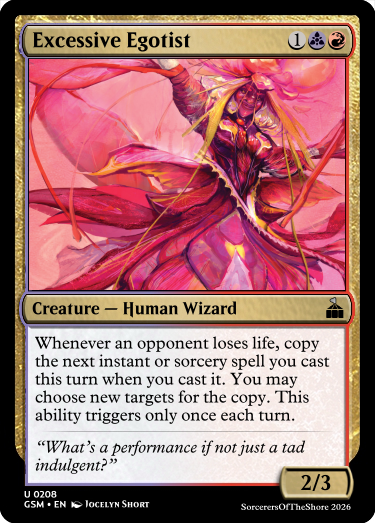 Excessive Egotist 1
Creature — Human Wizard
Whenever an opponent loses life, copy
the next instant or sorcery spell you cast
this turn when you cast it. You may
choose new targets for the copy. This
ability triggers only once each turn.
“What’s a performance if not just a tad
indulgent?”
2/3
U 0208
GSM • EN Jocelyn Short
SorcerersOfTheShore 2026